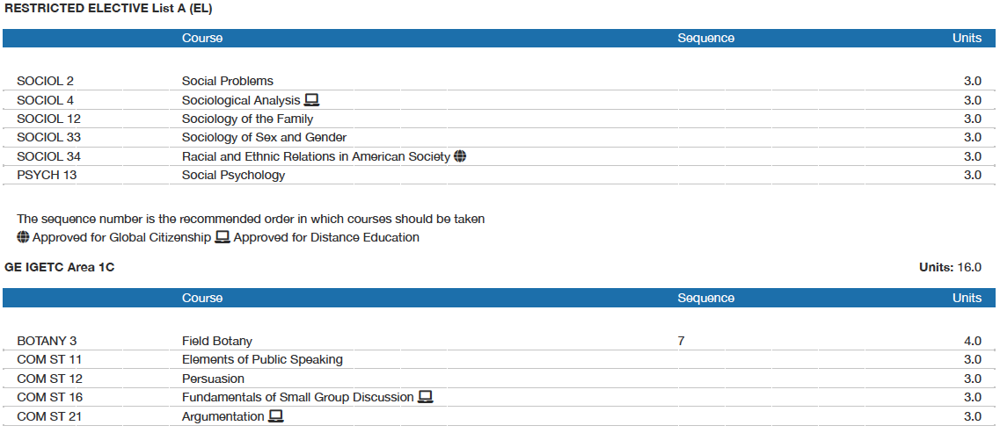 RESTRICTED ELECTIVE List A (EL)
Course Sequence Units
SOCIOL 2 Social Problems 3.0
SOCIOL 4 Sociological Analysis 3.0
SOCIOL 12 Sociology of the Family 3.0
SOCIOL 33 Sociology of Sex and Gender 3.0
SOCIOL 34 Racial and Ethnic Relations in American Society 3.0
PSYCH 13 Social Psychology 3.0
The sequence number is the recommended order in which courses should be taken
Approved for Global Citizenship Approved for Distance Education
GE IGETC Area 1C Units: 16.0
Course Sequence Units
BOTANY 3 Field Botany 7 4.0
COM ST 11 Elements of Public Speaking 3.0
COM ST 12 Persuasion 3.0
COM ST 16 Fundamentals of Small Group Discussion 3.0
COM ST 21 Argumentation 3.0